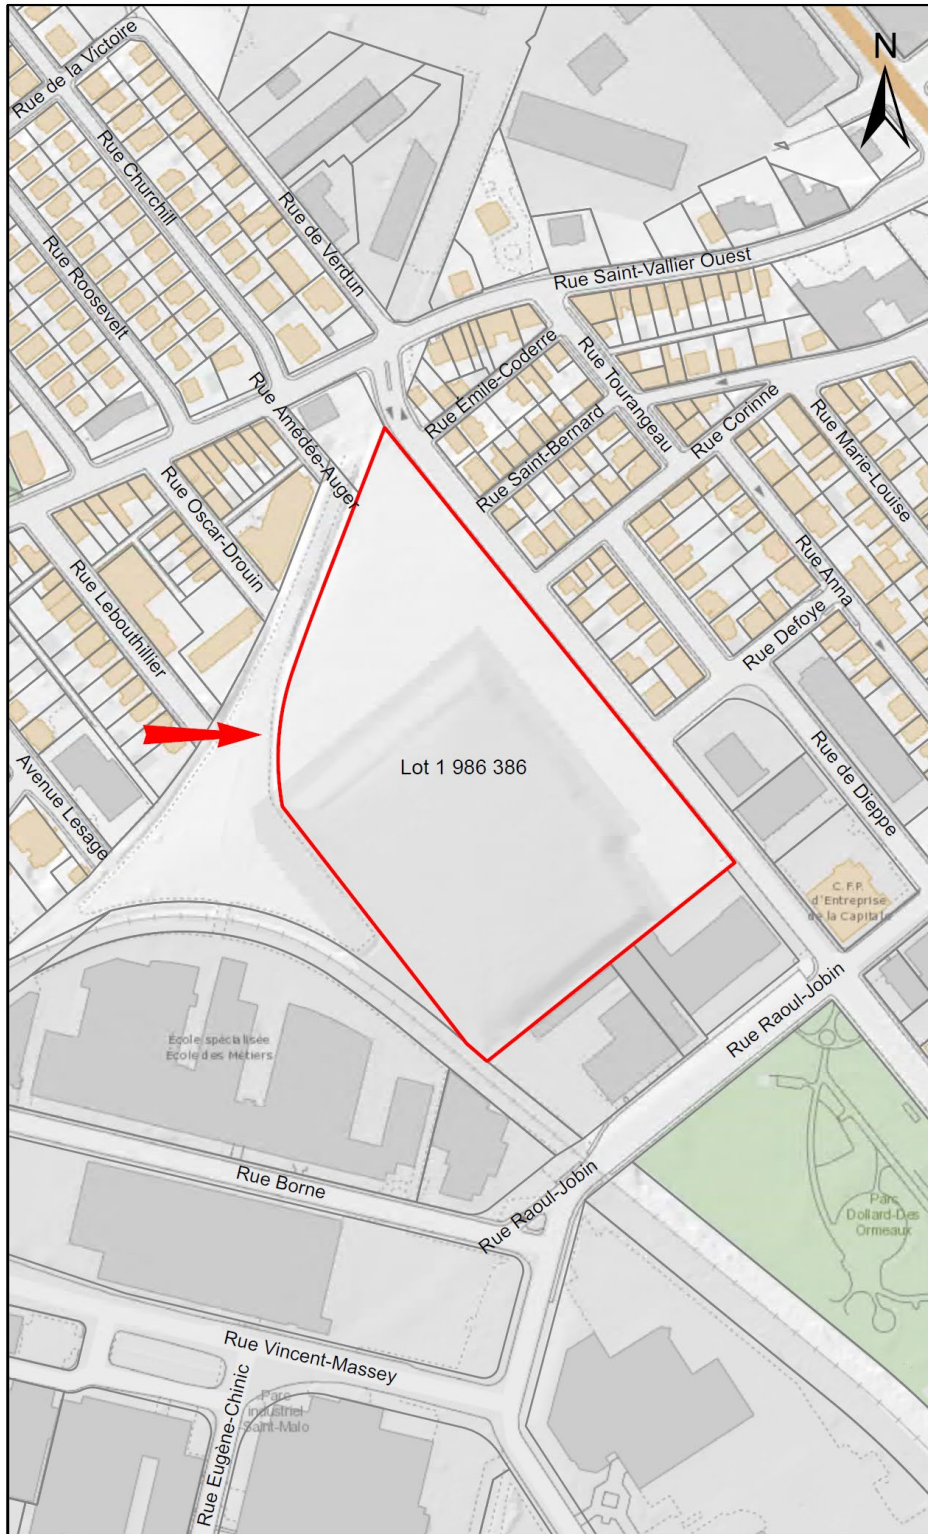 N
Rue de la Victoire
Rue Churchill
Rue de Verdun
Rue Roosevelt
Rue Saint-Vallier Ouest
Rue Émile-Coderre
Rue Tourangeau
Rue Corinne
Rue Marie-Louise
Rue Amédée-Auger
Rue Saint-Bernard
Rue Oscar-Drouin
Rue Anna
Rue Lebouthillier
Rue Defoye
Avenue Lesage
Lot 1 986 386
Rue de Dieppe
C.F.P.
d'Entreprise
de la Capitale
Rue Raoul-Jobin
École spécialisée
École des Métiers
Rue Borne
Rue Raoul-Jobin
Parc
Dollard-Des
Ormeaux
Rue Vincent-Massey
Rue Eugène-Chinic
Parc
industriel
Saint-Malo